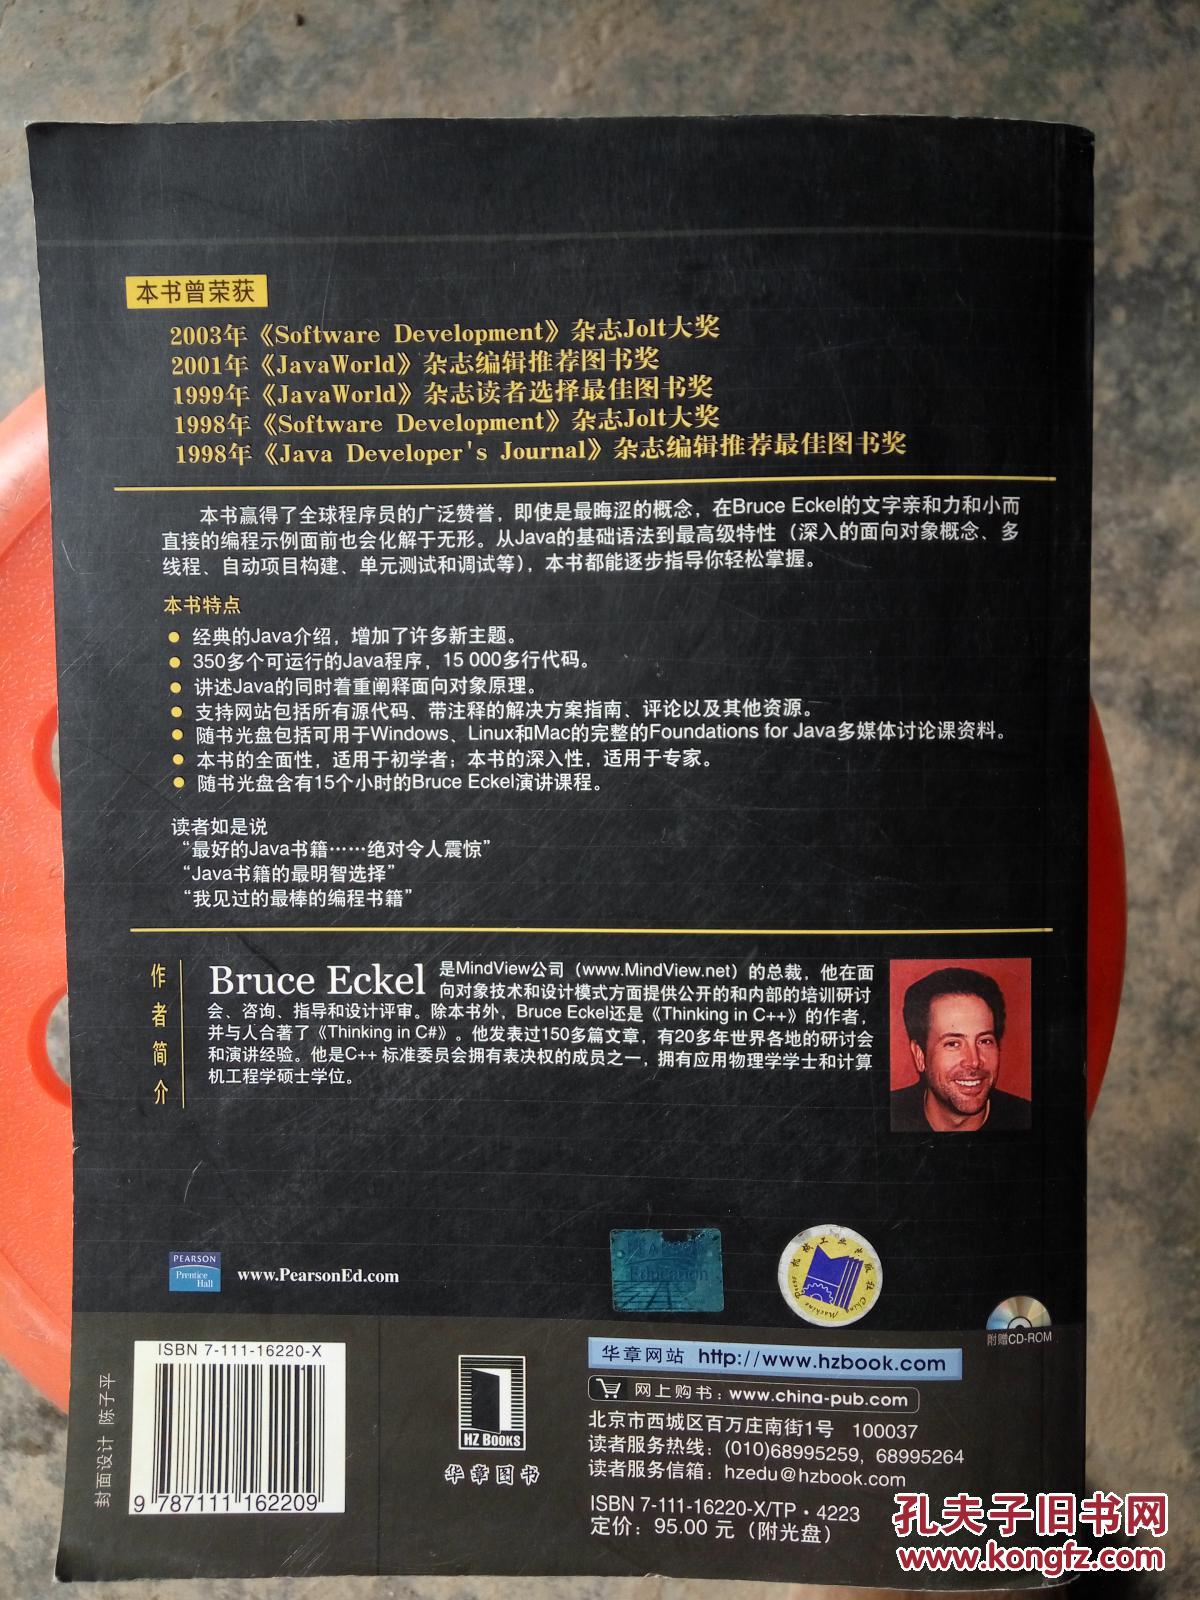 本书曾荣获
2003年《Software Development》杂志Jolt大奖
2001年《JavaWorld》杂志编辑推荐图书奖
1999年《JavaWorld》杂志读者选择最佳图书奖
1998年《Software Development》杂志Jolt大奖
1998年《Java Developer's Journal》杂志编辑推荐最佳图书奖
本书赢得了全球程序员的广泛赞誉，即使是最晦涩的概念，在Bruce Eckel的文字亲和力和小而
直接的编程示例面前也会化解于无形。从Java的基础语法到最高级特性（深入的面向对象概念、多
线程、自动项目构建、单元测试和调试等），本书都能逐步指导你轻松掌握。
本书特点
● 经典的Java介绍，增加了许多新主题。
● 350多个可运行的Java程序，15 000多行代码。
● 讲述Java的同时着重阐释面向对象原理。
● 支持网站包括所有源代码、带注释的解决方案指南、评论以及其他资源。
● 随书光盘包括可用于Windows、Linux和Mac的完整的Foundations for Java多媒体讨论课资料。
● 本书的全面性，适用于初学者；本书的深入性，适用于专家。
● 随书光盘含有15个小时的Bruce Eckel演讲课程。
读者如是说
“最好的Java书籍……绝对令人震惊”
“Java书籍的最明智选择”
“我见过的最棒的编程书籍”
作者简介
Bruce Eckel 是MindView公司（www.MindView.net）的总裁，他在面
向对象技术和设计模式方面提供公开的和内部的培训研讨
会、咨询、指导和设计评审。除本书外，Bruce Eckel还是《Thinking in C++》的作者，
并与人合著了《Thinking in C#》。他发表过150多篇文章，有20多年世界各地的研讨会
和演讲经验。他是C++ 标准委员会拥有表决权的成员之一，拥有应用物理学学士和计算
机工程学硕士学位。
PEARSON
Prentice
Hall
www.PearsonEd.com
Education
机械工业出版社
China Machine Press
附赠CD-ROM
封面设计 陈子平
ISBN 7-111-16220-X
9 787111 162209
HZ BOOKS
华章图书
华章网站 http://www.hzbook.com
网上购书：www.china-pub.com
北京市西城区百万庄南街1号 100037
读者服务热线：(010)68995259, 68995264
读者服务信箱：hzedu@hzbook.com
ISBN 7-111-16220-X/TP·4223
定价：95.00 元（附光盘）
孔夫子旧书网
www.kongfz.com